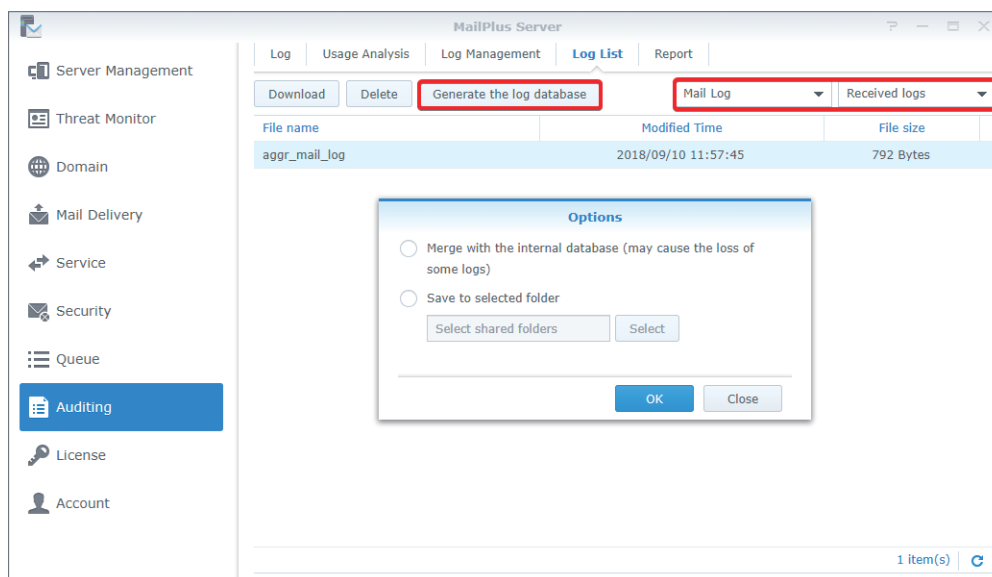 MailPlus Server
Log Usage Analysis Log Management Log List Report
Server Management
Threat Monitor
Domain
Mail Delivery
Service
Security
Queue
Auditing
License
Account
Download Delete Generate the log database Mail Log Received logs
File name Modified Time File size
aggr_mail_log 2018/09/10 11:57:45 792 Bytes
Options
Merge with the internal database (may cause the loss of
some logs)
Save to selected folder
Select shared folders Select
OK Close
1 item(s)